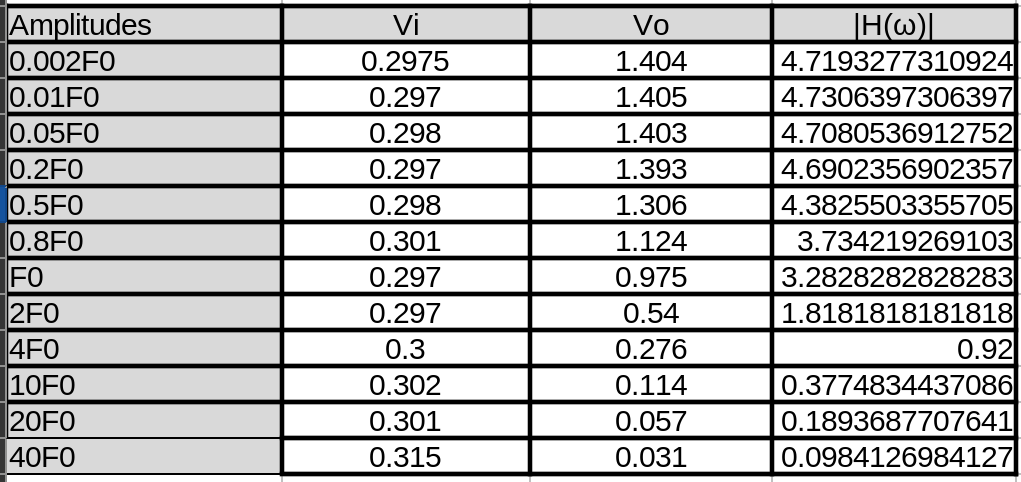 Amplitudes Vi Vo |H(ω)|
0.002F0 0.2975 1.404 4.7193277310924
0.01F0 0.297 1.405 4.7306397306397
0.05F0 0.298 1.403 4.7080536912752
0.2F0 0.297 1.393 4.6902356902357
0.5F0 0.298 1.306 4.3825503355705
0.8F0 0.301 1.124 3.734219269103
F0 0.297 0.975 3.2828282828283
2F0 0.297 0.54 1.8181818181818
4F0 0.3 0.276 0.92
10F0 0.302 0.114 0.3774834437086
20F0 0.301 0.057 0.1893687707641
40F0 0.315 0.031 0.0984126984127